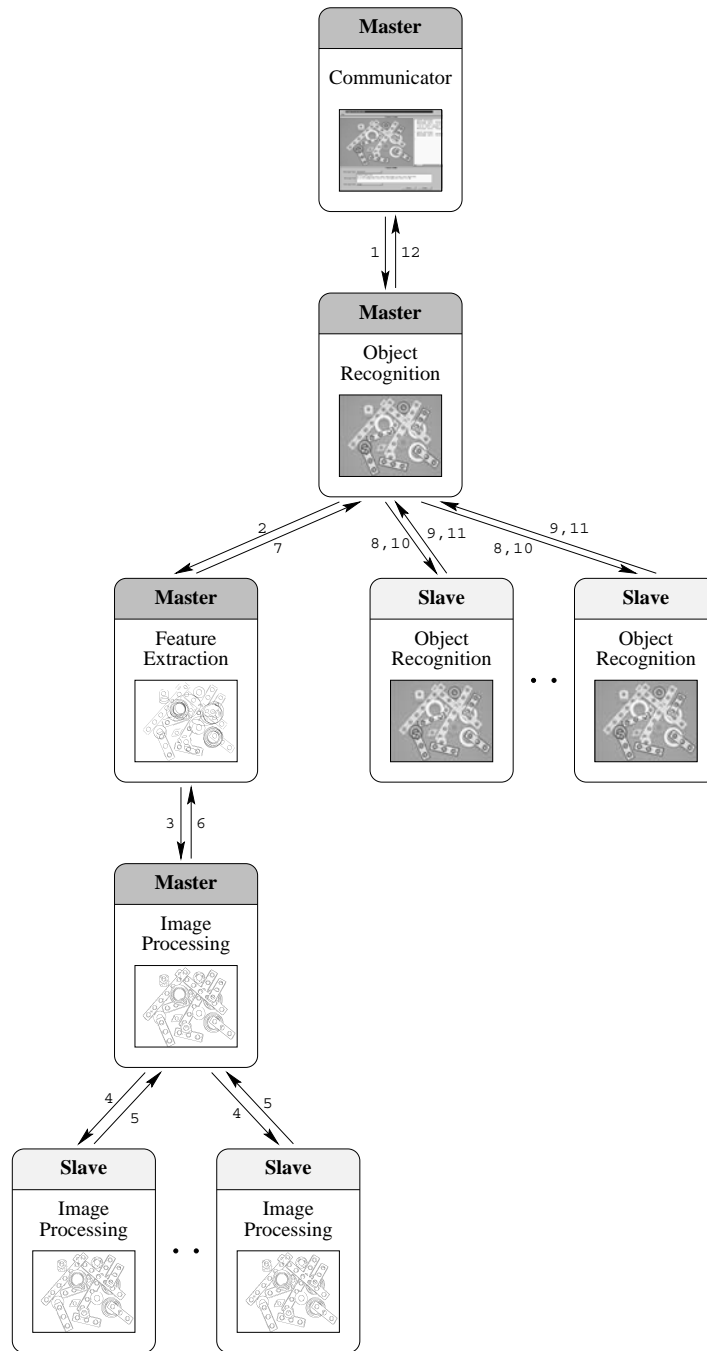 Master
Communicator
1
12
Master
Object
Recognition
2
7
8,10
9,11
8,10
9,11
Master
Feature
Extraction
Slave
Object
Recognition
. .
Slave
Object
Recognition
3
6
Master
Image
Processing
4
5
4
5
Slave
Image
Processing
. .
Slave
Image
Processing